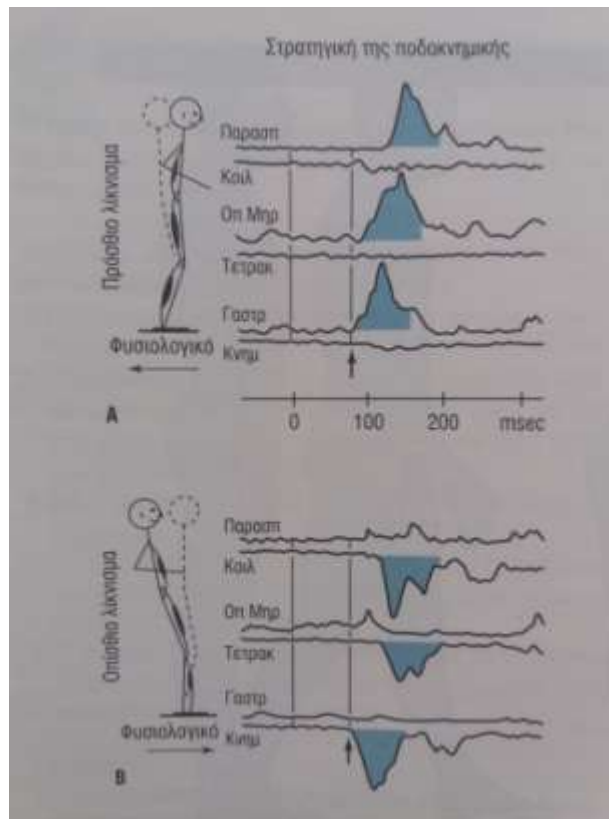 Στρατηγική της ποδοκνημικής
Πρόσθιο λίκνισμα
Παρασπ
Κοιλ
Οπ Μηρ
Τετρακ
Γαστρ
Κνημ
Φυσιολογικό
A
0 100 200 msec
Οπίσθιο λίκνισμα
Παρασπ
Κοιλ
Οπ Μηρ
Τετρακ
Γαστρ
Κνημ
Φυσιολογικό
B